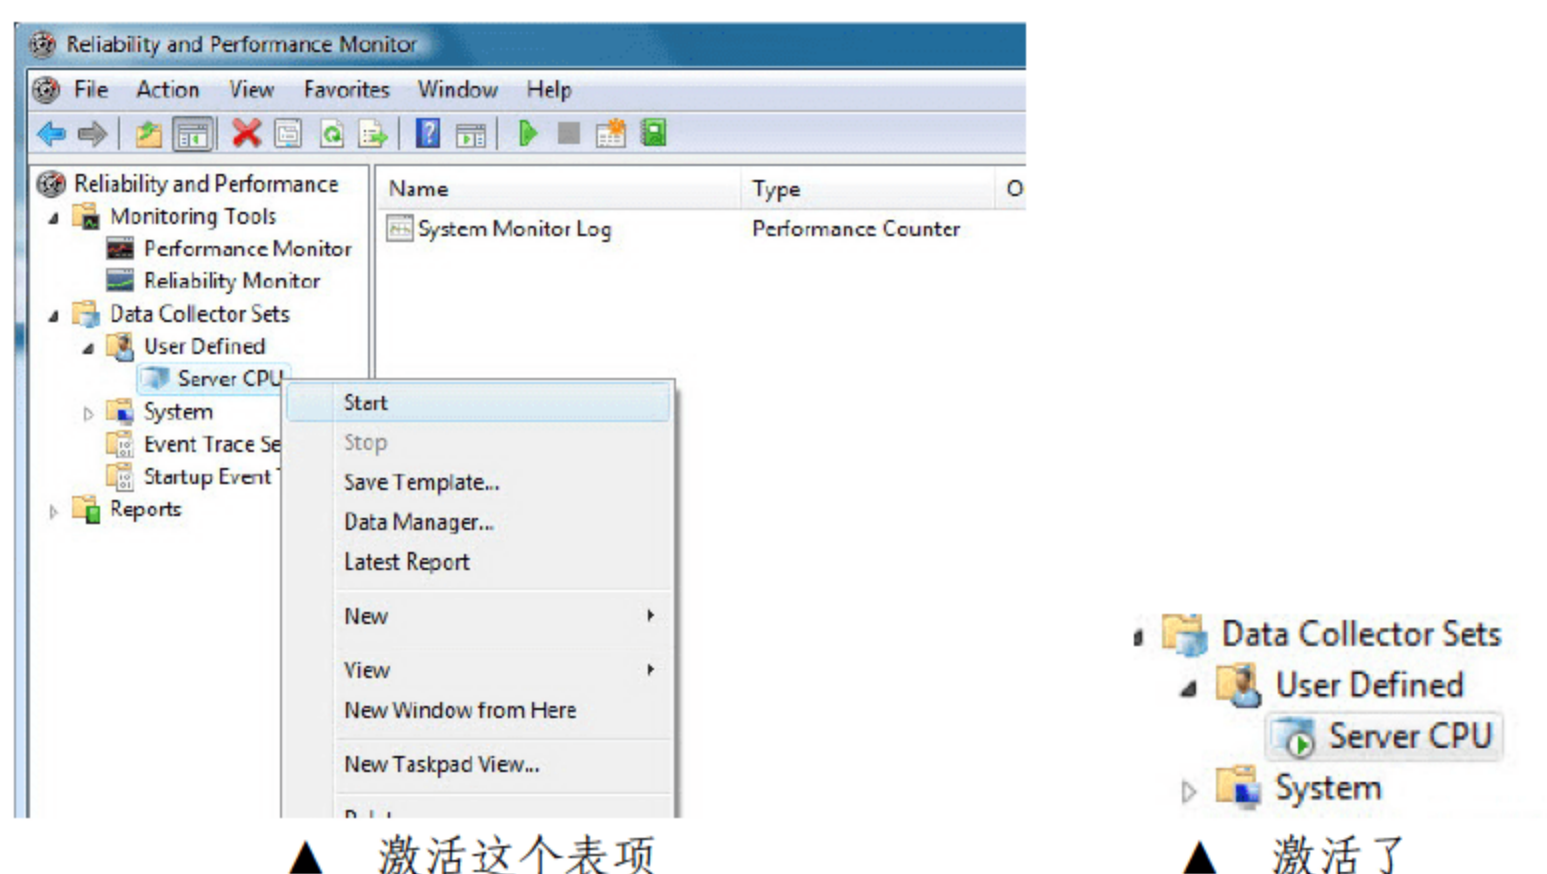 Reliability and Performance Monitor
File Action View Favorites Window Help
Reliability and Performance
Monitoring Tools
Performance Monitor
Reliability Monitor
Data Collector Sets
User Defined
Server CPU
System
Event Trace Se
Startup Event
Reports
Name Type O
System Monitor Log Performance Counter
Start
Stop
Save Template...
Data Manager...
Latest Report
New
View
New Window from Here
New Taskpad View...
▲ 激活这个表项
Data Collector Sets
User Defined
Server CPU
System
▲ 激活了